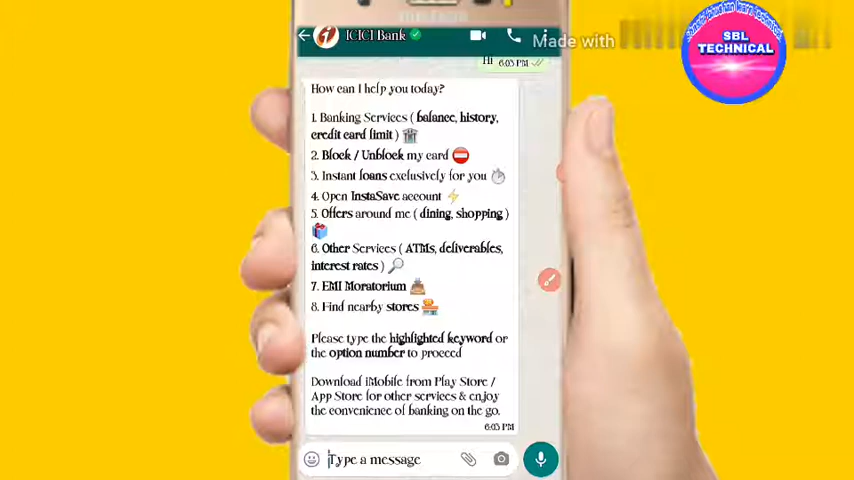 ICICI Bank
Made with
SBL
TECHNICAL
Hi 6:03 PM
How can I help you today?
1. Banking Services ( balance, history,
credit card limit )
2. Block / Unblock my card
3. Instant loans exclusively for you
4. Open InstaSave account
5. Offers around me ( dining, shopping )
6. Other Services ( ATMs, deliverables,
interest rates )
7. EMI Moratorium
8. Find nearby stores
Please type the highlighted keyword or
the option number to proceed
Download iMobile from Play Store /
App Store for other services & enjoy
the convenience of banking on the go.
6:03 PM
Type a message